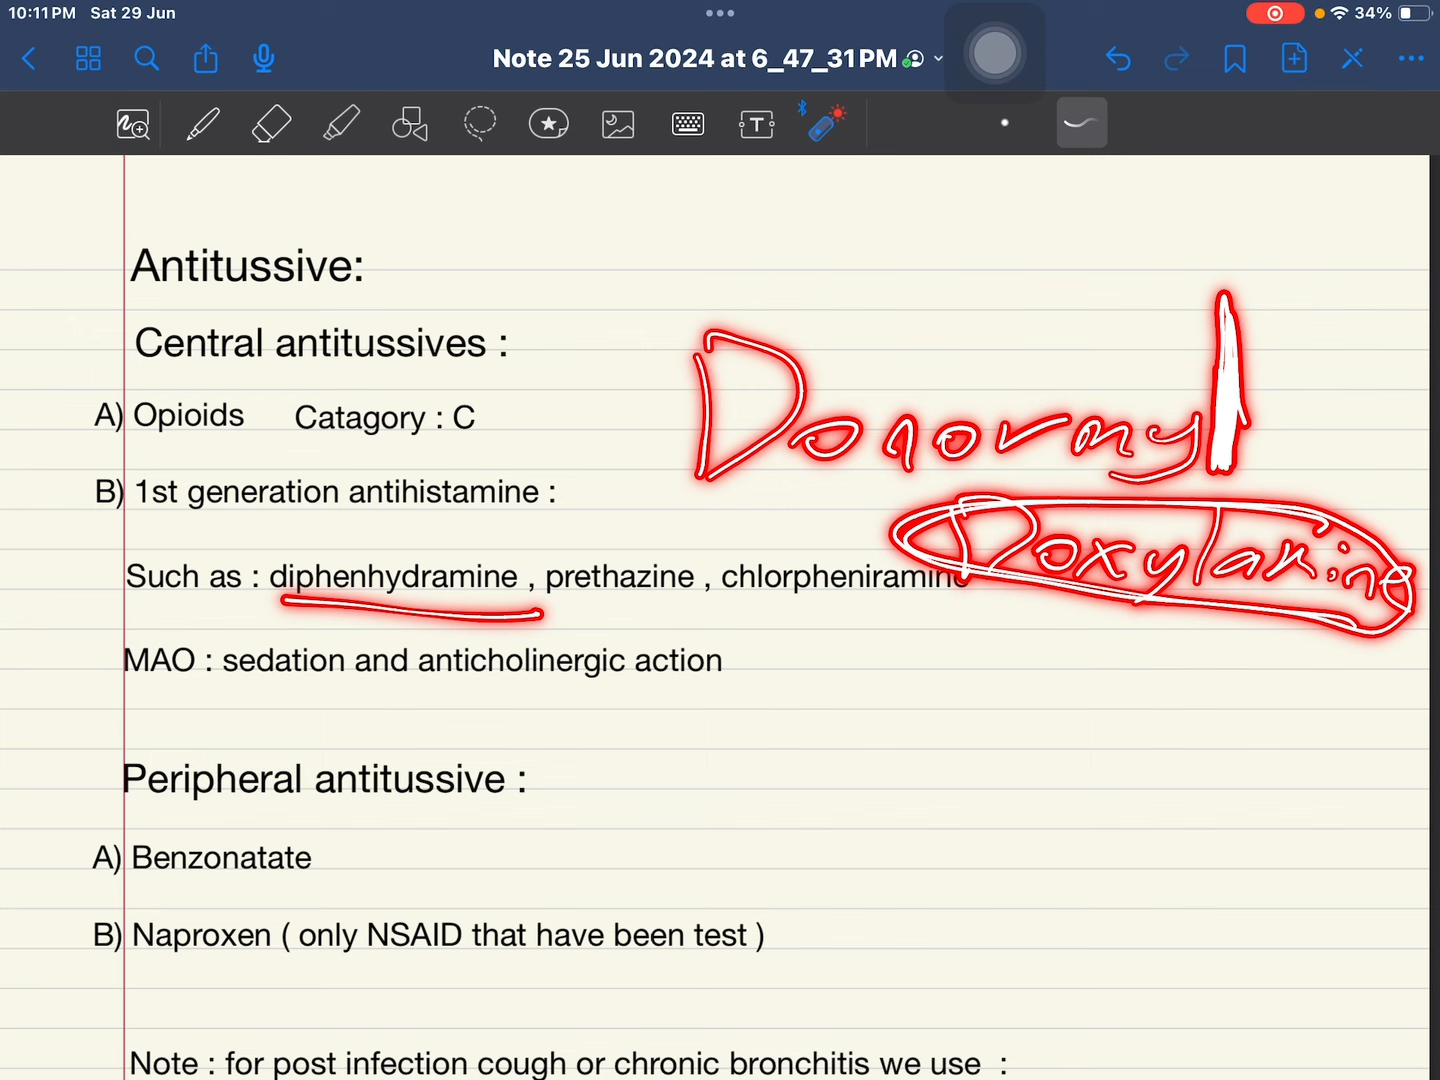 10:11 PM Sat 29 Jun
34%
Note 25 Jun 2024 at 6_47_31 PM
T
Antitussive:
Central antitussives :
Donormyl
A) Opioids Catagory : C
B) 1st generation antihistamine :
Doxylamine
Such as : diphenhydramine , prethazine , chlorpheniramine
MAO : sedation and anticholinergic action
Peripheral antitussive :
A) Benzonatate
B) Naproxen ( only NSAID that have been test )
Note : for post infection cough or chronic bronchitis we use :